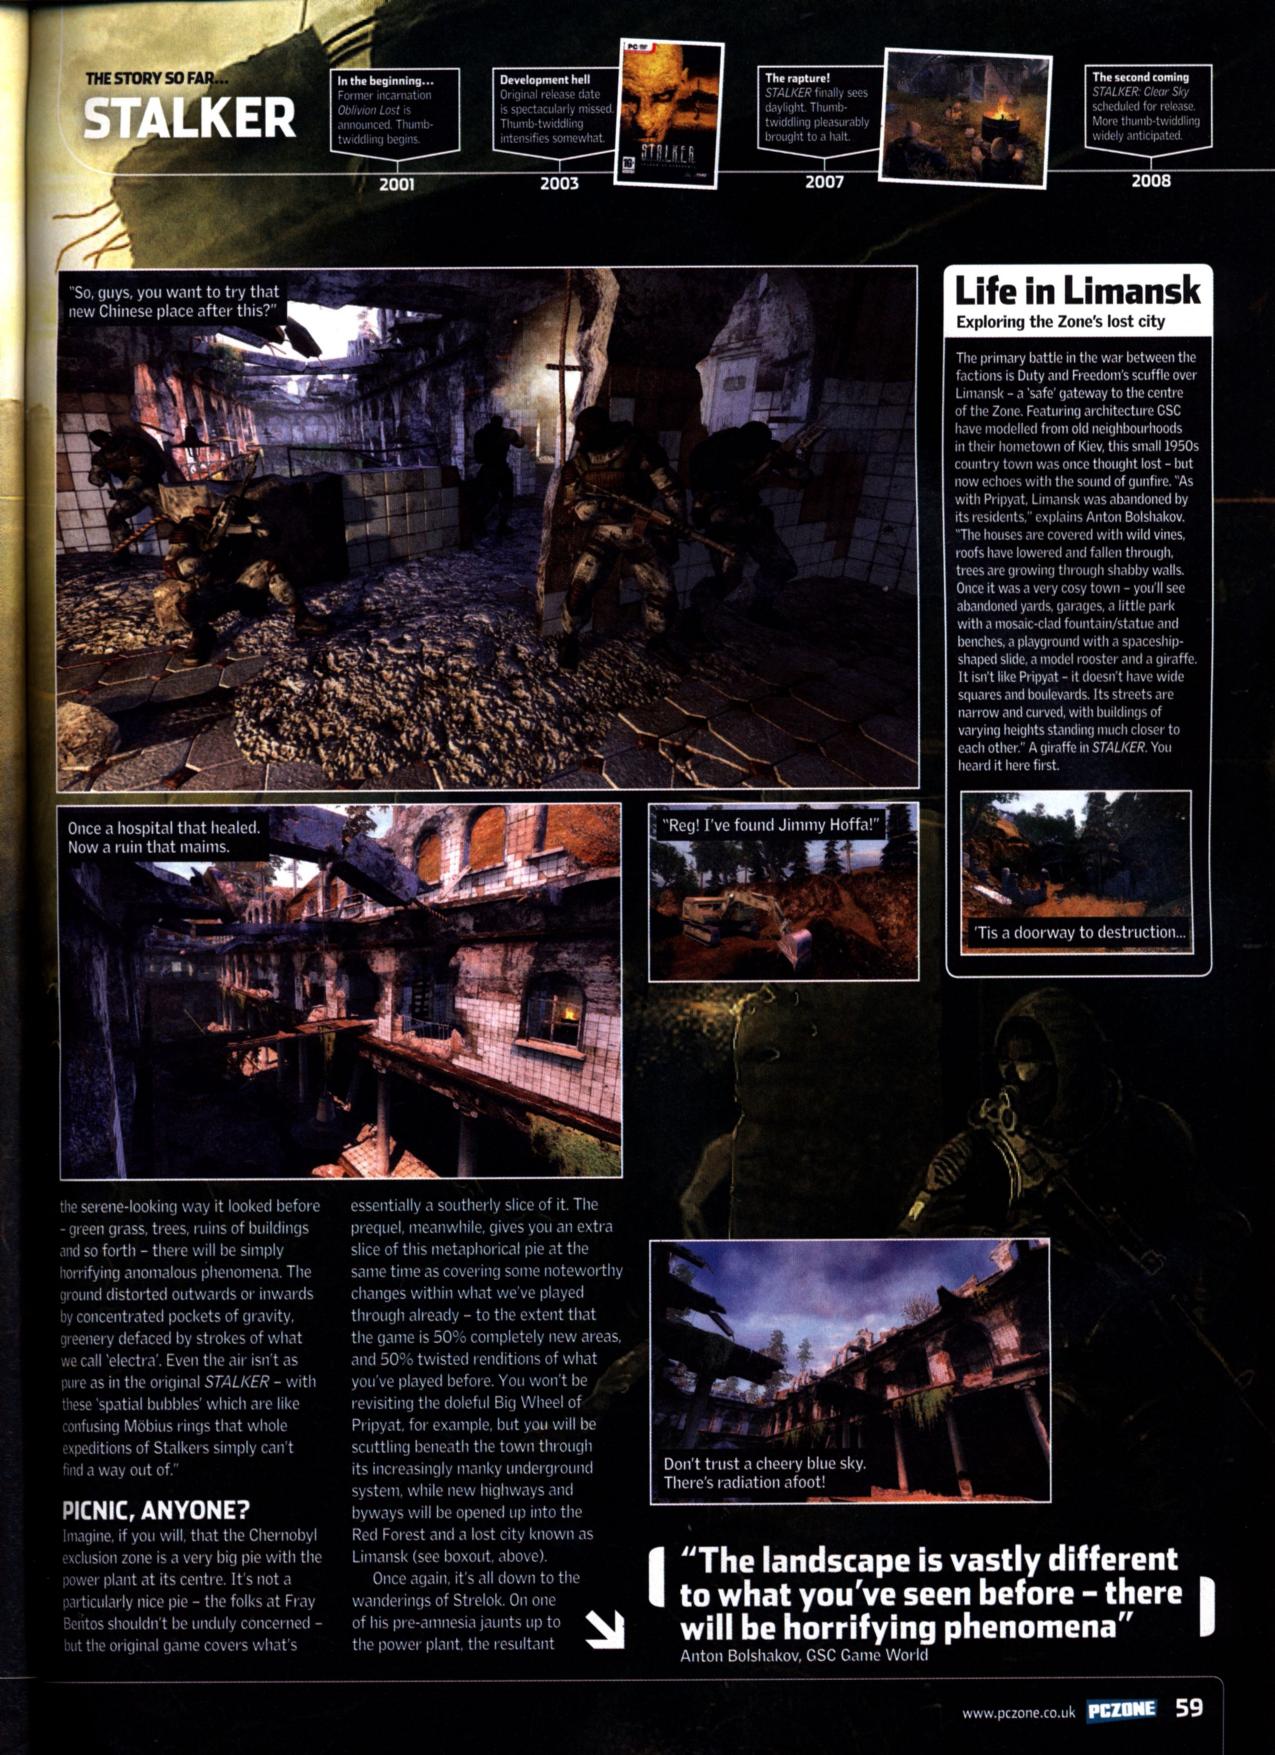 THE STORY SO FAR...
STALKER
In the beginning...
Former incarnation
Oblivion Lost is
announced. Thumb-
twiddling begins.
2001
Development hell
Original release date
is spectacularly missed.
Thumb-twiddling
intensifies somewhat.
2003
PC DVD
S.T.A.L.K.E.R.
The rapture!
STALKER finally sees
daylight. Thumb-
twiddling pleasurably
brought to a halt.
2007
The second coming
STALKER: Clear Sky
scheduled for release.
More thumb-twiddling
widely anticipated.
2008
"So, guys, you want to try that
new Chinese place after this?"
Once a hospital that healed.
Now a ruin that maims.
"Reg! I've found Jimmy Hoffa!"
Life in Limansk
Exploring the Zone's lost city
The primary battle in the war between the
factions is Duty and Freedom's scuffle over
Limansk – a 'safe' gateway to the centre
of the Zone. Featuring architecture GSC
have modelled from old neighbourhoods
in their hometown of Kiev, this small 1950s
country town was once thought lost – but
now echoes with the sound of gunfire. "As
with Pripyat, Limansk was abandoned by
its residents," explains Anton Bolshakov.
"The houses are covered with wild vines,
roofs have lowered and fallen through,
trees are growing through shabby walls.
Once it was a very cosy town – you'll see
abandoned yards, garages, a little park
with a mosaic-clad fountain/statue and
benches, a playground with a spaceship-
shaped slide, a model rooster and a giraffe.
It isn't like Pripyat – it doesn't have wide
squares and boulevards. Its streets are
narrow and curved, with buildings of
varying heights standing much closer to
each other." A giraffe in STALKER. You
heard it here first.
'Tis a doorway to destruction...
the serene-looking way it looked before
- green grass, trees, ruins of buildings
and so forth – there will be simply
horrifying anomalous phenomena. The
ground distorted outwards or inwards
by concentrated pockets of gravity,
greenery defaced by strokes of what
we call 'electra'. Even the air isn't as
pure as in the original STALKER – with
these 'spatial bubbles' which are like
confusing Möbius rings that whole
expeditions of Stalkers simply can't
find a way out of."
PICNIC, ANYONE?
Imagine, if you will, that the Chernobyl
exclusion zone is a very big pie with the
power plant at its centre. It's not a
particularly nice pie – the folks at Fray
Bentos shouldn't be unduly concerned –
but the original game covers what's
essentially a southerly slice of it. The
prequel, meanwhile, gives you an extra
slice of this metaphorical pie at the
same time as covering some noteworthy
changes within what we've played
through already – to the extent that
the game is 50% completely new areas,
and 50% twisted renditions of what
you've played before. You won't be
revisiting the doleful Big Wheel of
Pripyat, for example, but you will be
scuttling beneath the town through
its increasingly manky underground
system, while new highways and
byways will be opened up into the
Red Forest and a lost city known as
Limansk (see boxout, above).
Once again, it's all down to the
wanderings of Strelok. On one
of his pre-amnesia jaunts up to
the power plant, the resultant
Don't trust a cheery blue sky.
There's radiation afoot!
"The landscape is vastly different
to what you've seen before – there
will be horrifying phenomena"
Anton Bolshakov, GSC Game World
www.pczone.co.uk PCZONE 59